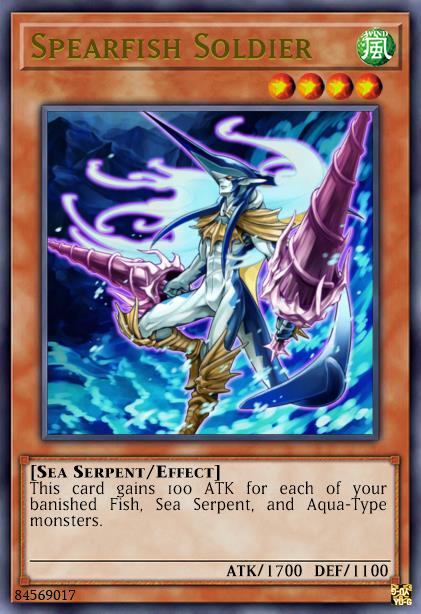 SPEARFISH SOLDIER
WIND
風
[SEA SERPENT/EFFECT]
This card gains 100 ATK for each of your
banished Fish, Sea Serpent, and Aqua-Type
monsters.
ATK/1700 DEF/1100
84569017